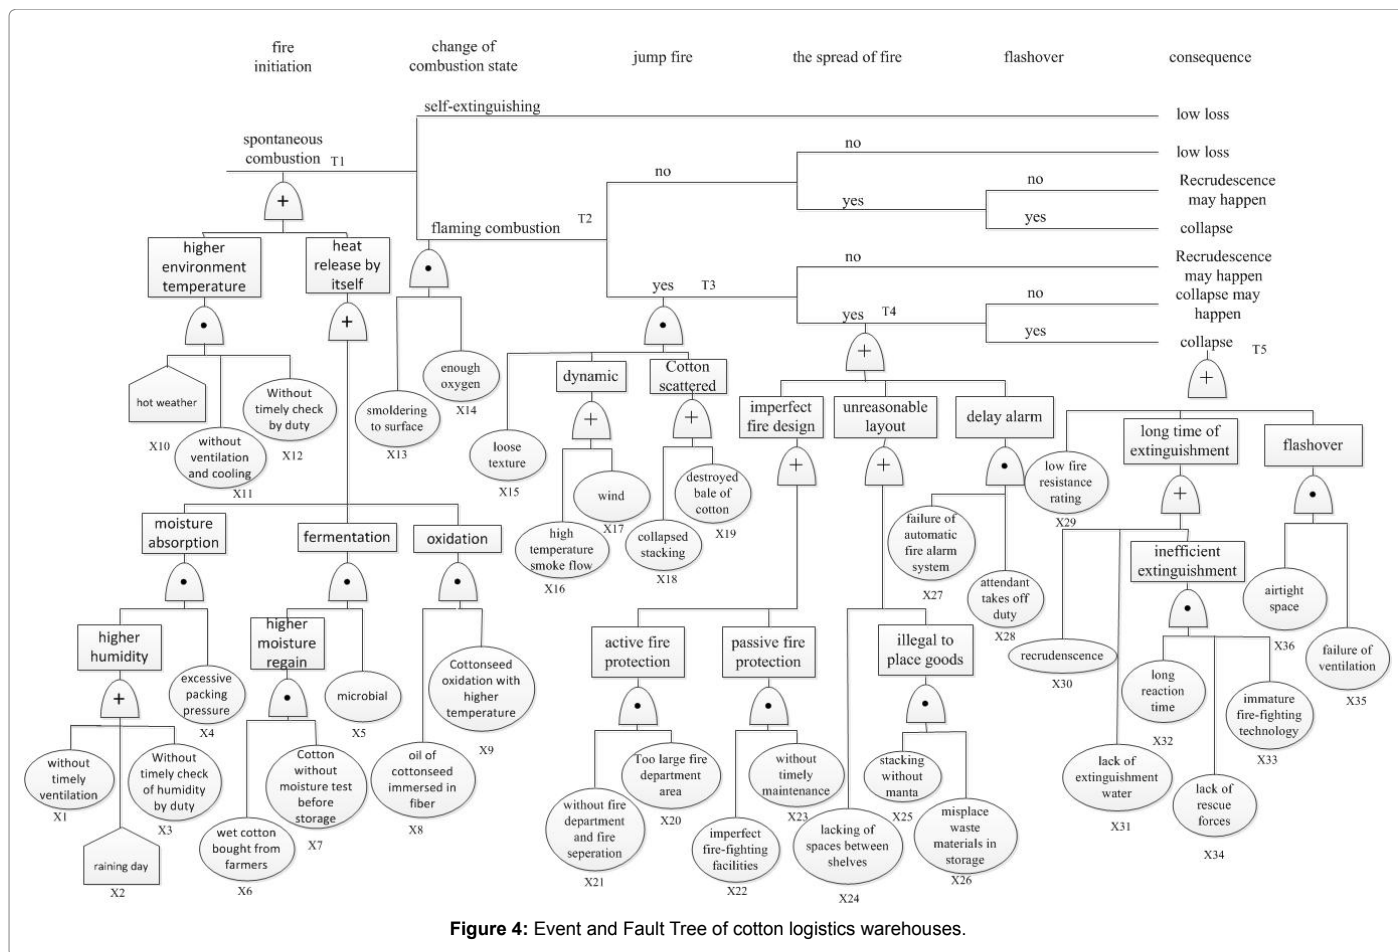 fire
initiation
change of
combustion state
jump fire
the spread of fire
flashover
consequence
self-extinguishing
low loss
spontaneous
combustion
T1
no
low loss
no
no
Recrudescence
may happen
yes
yes
collapse
flaming combustion
T2
higher
environment
temperature
heat
release by
itself
no
Recrudescence
may happen
yes
T3
no
collapse may
happen
yes
T4
yes
collapse
T5
+
•
+
•
•
+
+
hot weather
X10
without
ventilation
and cooling
X11
Without
timely check
by duty
X12
smoldering
to surface
X13
enough
oxygen
X14
loose
texture
X15
dynamic
+
Cotton
scattered
+
high
temperature
smoke flow
X16
wind
X17
collapsed
stacking
X18
destroyed
bale of
cotton
X19
imperfect
fire design
+
unreasonable
layout
+
delay alarm
•
failure of
automatic
fire alarm
system
X27
attendant
takes off
duty
X28
low fire
resistance
rating
X29
long time of
extinguishment
+
flashover
•
moisture
absorption
•
fermentation
•
oxidation
•
inefficient
extinguishment
•
airtight
space
X36
failure of
ventilation
X35
higher
humidity
+
excessive
packing
pressure
X4
higher
moisture
regain
•
microbial
X5
Cottonseed
oxidation with
higher
temperature
X9
active fire
protection
•
passive fire
protection
•
illegal to
place goods
•
recrudenscence
X30
long
reaction
time
X32
immature
fire-fighting
technology
X33
without
timely
ventilation
X1
Without
timely check
of humidity
by duty
X3
raining day
X2
wet cotton
bought from
farmers
X6
Cotton
without
moisture test
before
storage
X7
oil of
cottonseed
immersed in
fiber
X8
without fire
department
and fire
seperation
X21
Too large fire
department
area
X20
imperfect
fire-fighting
facilities
X22
without
timely
maintenance
X23
lacking of
spaces between
shelves
X24
stacking
without
manta
X25
misplace
waste
materials in
storage
X26
lack of
extinguishment
water
X31
lack of
rescue
forces
X34
Figure 4: Event and Fault Tree of cotton logistics warehouses.